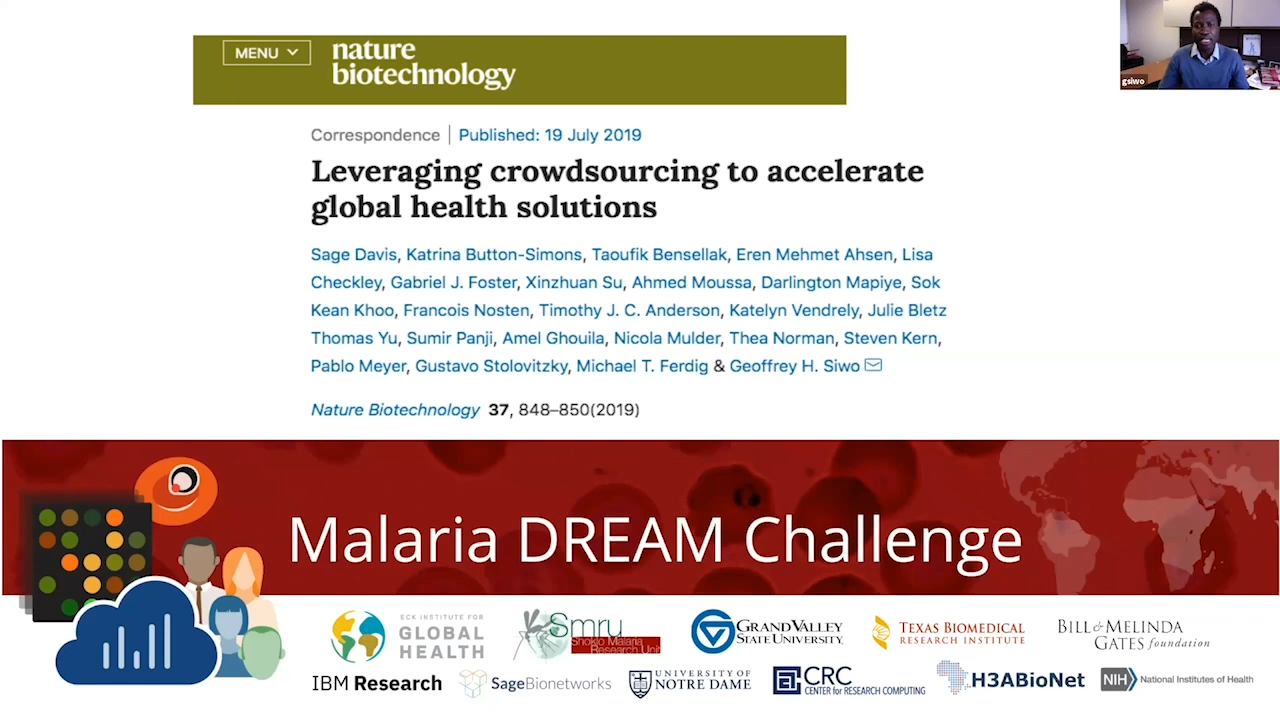 MENU
nature
biotechnology
gsiwo
Correspondence | Published: 19 July 2019
Leveraging crowdsourcing to accelerate
global health solutions
Sage Davis, Katrina Button-Simons, Taoufik Bensellak, Eren Mehmet Ahsen, Lisa
Checkley, Gabriel J. Foster, Xinzhuan Su, Ahmed Moussa, Darlington Mapiye, Sok
Kean Khoo, Francois Nosten, Timothy J. C. Anderson, Katelyn Vendrely, Julie Bletz
Thomas Yu, Sumir Panji, Amel Ghouila, Nicola Mulder, Thea Norman, Steven Kern,
Pablo Meyer, Gustavo Stolovitzky, Michael T. Ferdig & Geoffrey H. Siwo
Nature Biotechnology 37, 848–850(2019)
Malaria DREAM Challenge
ECK INSTITUTE FOR
GLOBAL
HEALTH
Smru
Shoklo Malaria
Research Unit
GRANDVALLEY
STATE UNIVERSITY.
TEXAS BIOMEDICAL
RESEARCH INSTITUTE
BILL & MELINDA
GATES foundation
IBM Research
SageBionetworks
UNIVERSITY OF
NOTRE DAME
CRC
CENTER FOR RESEARCH COMPUTING
H3ABioNet
NIH National Institutes of Health